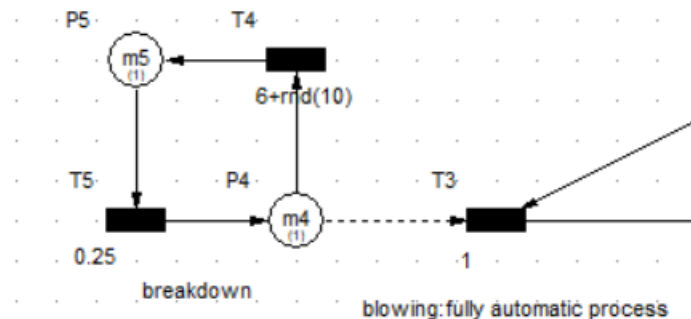 P5
T4
m5
(1)
6+rnd(10)
T5
P4
T3
m4
(1)
0.25
1
breakdown
blowing:fully automatic process